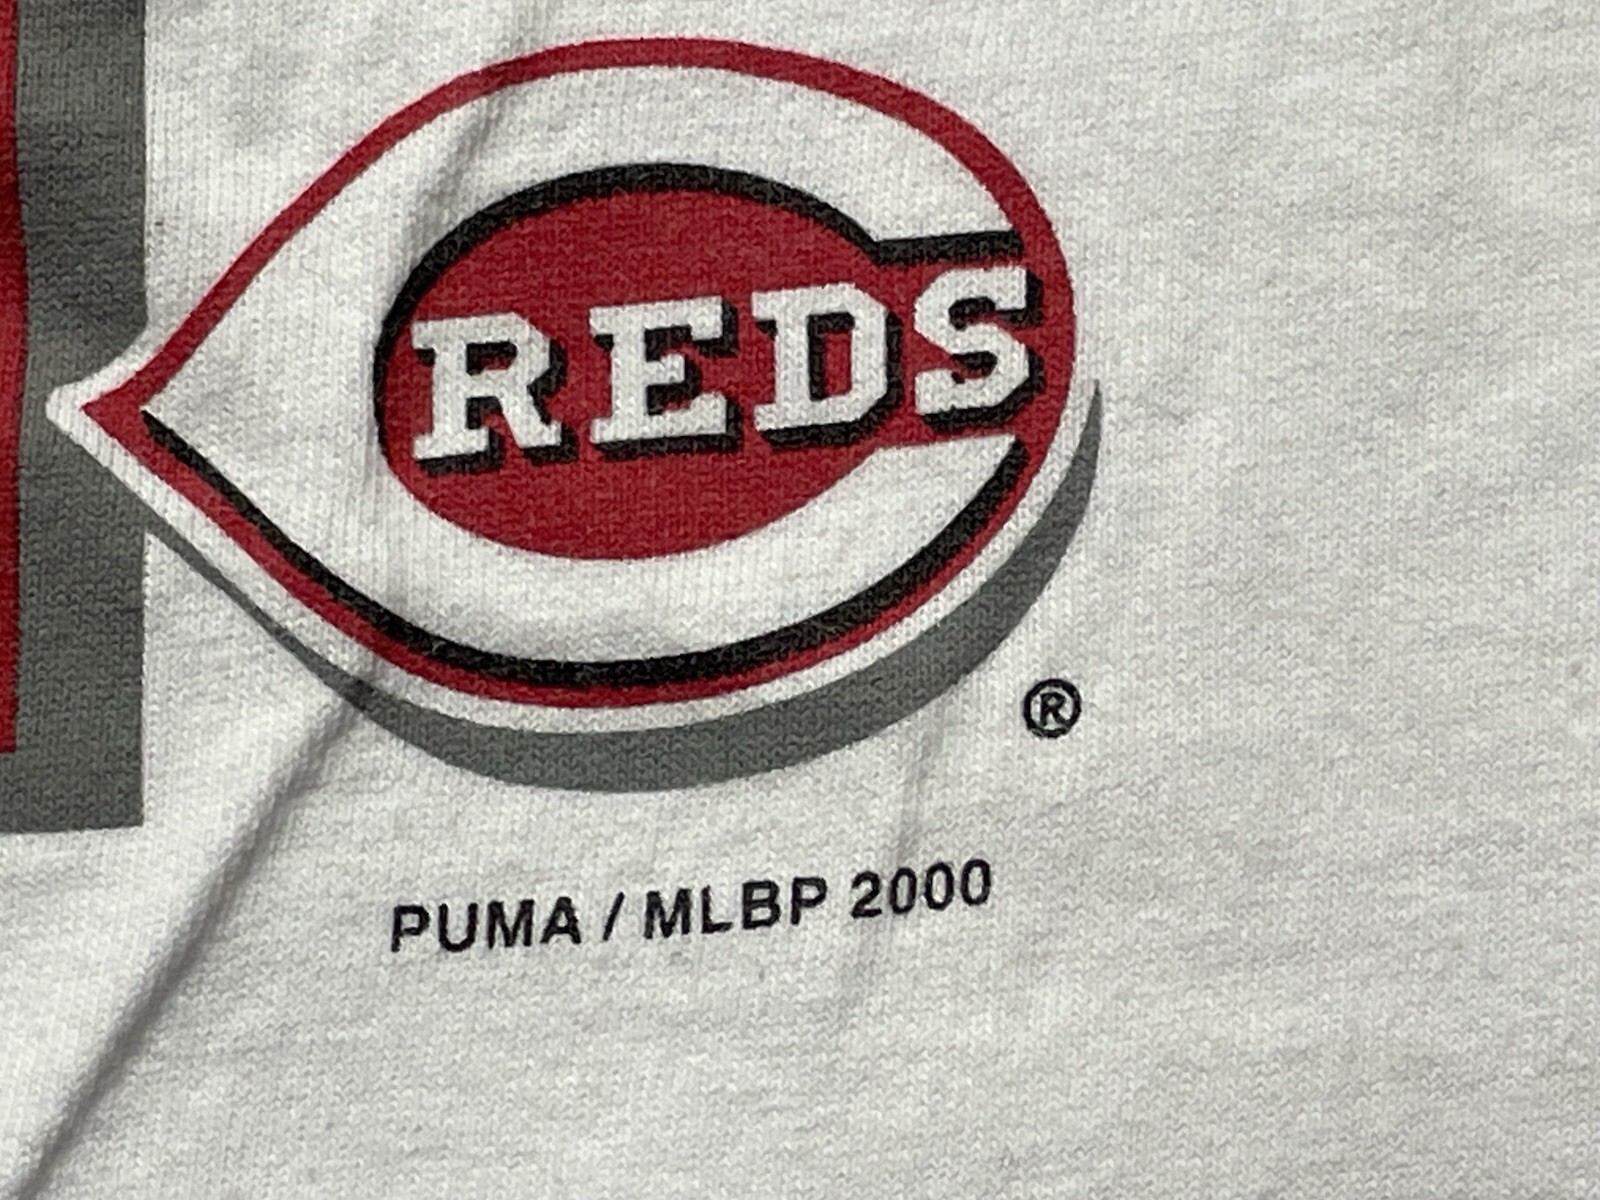 REDS
®
PUMA / MLBP 2000